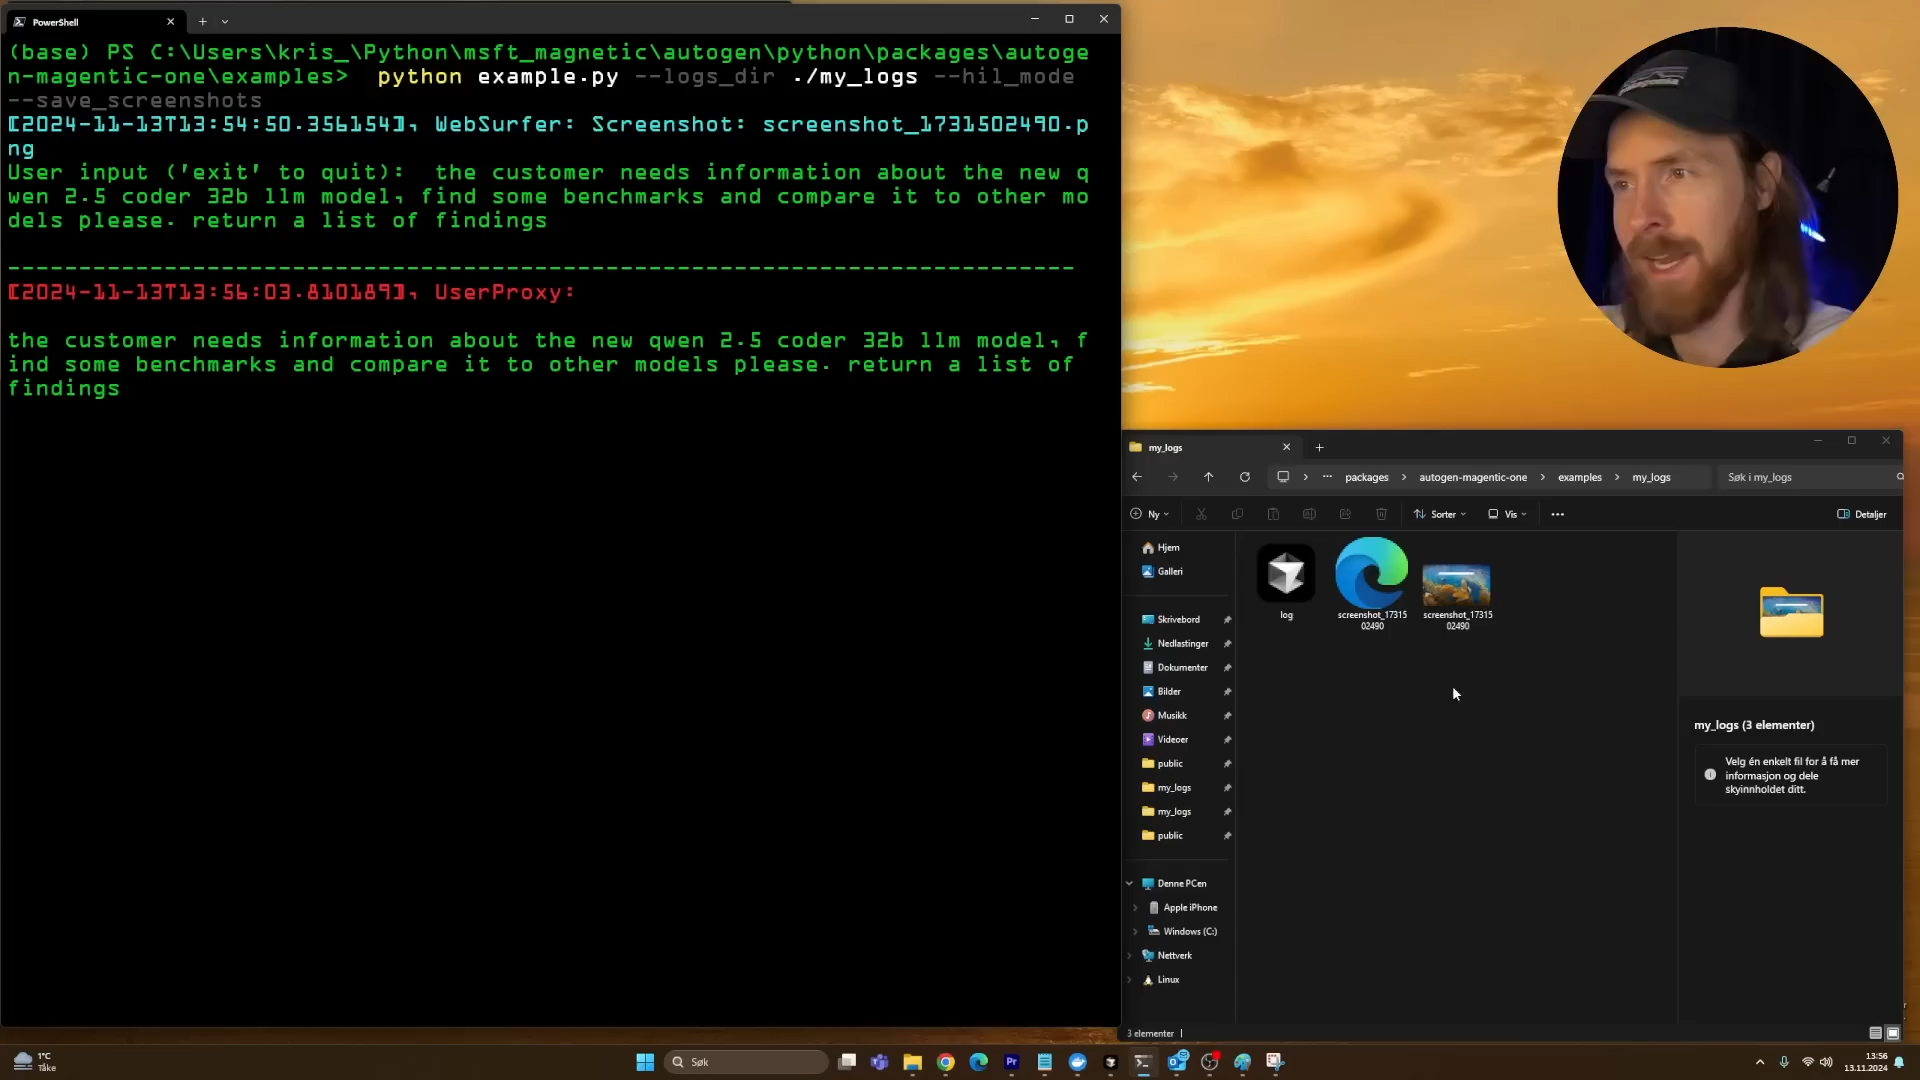 PowerShell
(base) PS C:\Users\kris_\Python\msft_magnetic\autogen\python\packages\autoge
n-magentic-one\examples> python example.py --logs_dir ./my_logs --hil_mode
--save_screenshots
[2024-11-13T13:54:50.356154], WebSurfer: Screenshot: screenshot_1731502490.p
ng
User input ('exit' to quit): the customer needs information about the new q
wen 2.5 coder 32b llm model, find some benchmarks and compare it to other mo
dels please. return a list of findings
---------------------------------------------------------------------------
[2024-11-13T13:56:03.810189], UserProxy:
the customer needs information about the new qwen 2.5 coder 32b llm model, f
ind some benchmarks and compare it to other models please. return a list of
findings
my_logs
packages > autogen-magentic-one > examples > my_logs
Søk i my_logs
Ny
Sorter
Vis
Detaljer
Hjem
Galleri
Skrivebord
Nedlastinger
Dokumenter
Bilder
Musikk
Videoer
public
my_logs
my_logs
public
Denne PCen
Apple iPhone
Windows (C:)
Nettverk
Linux
log
screenshot_17315
02490
screenshot_17315
02490
my_logs (3 elementer)
Velg én enkelt fil for å få mer
informasjon og dele
skyinnholdet ditt.
3 elementer
1°C
Tåke
Søk
13:56
13.11.2024